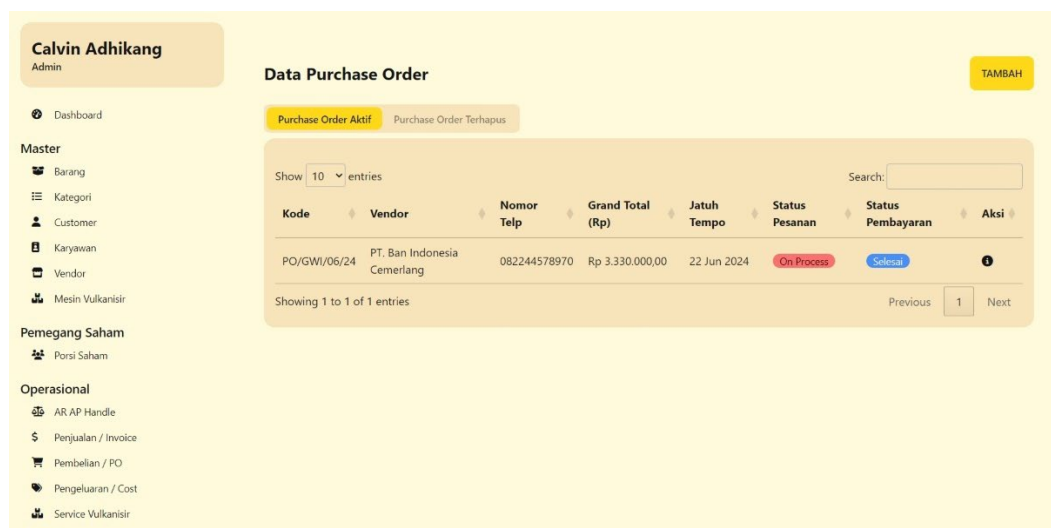 Calvin Adhikang
Admin
Dashboard
Master
Barang
Kategori
Customer
Karyawan
Vendor
Mesin Vulkanisir
Pemegang Saham
Porsi Saham
Operasional
AR AP Handle
Penjualan / Invoice
Pembelian / PO
Pengeluaran / Cost
Service Vulkanisir
Data Purchase Order
TAMBAH
Purchase Order Aktif Purchase Order Terhapus
Show 10 entries Search:
Kode Vendor Nomor Telp Grand Total (Rp) Jatuh Tempo Status Pesanan Status Pembayaran Aksi
PO/GWI/06/24 PT. Ban Indonesia Cemerlang 082244578970 Rp 3.330.000,00 22 Jun 2024 On Process Selesai
Showing 1 to 1 of 1 entries Previous 1 Next